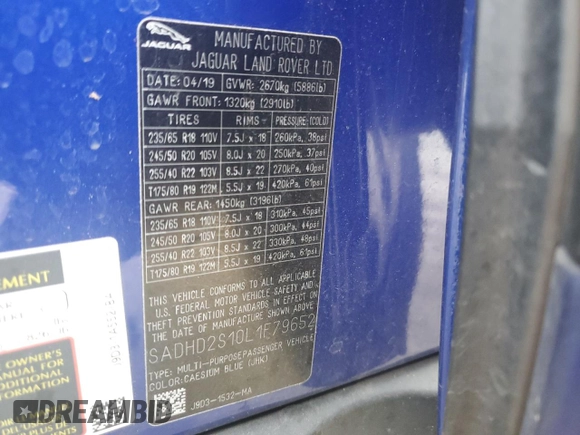 JAGUAR
MANUFACTURED BY
JAGUAR LAND ROVER LTD.
DATE: 04/19 GVWR: 2670kg (5886lb)
GAWR FRONT: 1320kg (2910lb)
TIRES RIMS PRESSURE:(COLD)
235/65 R18 110V 7.5J x 18 260kPa, 38psi
245/50 R20 105V 8.0J x 20 250kPa, 37psi
255/40 R22 103V 8.5J x 22 270kPa, 40psi
T175/80 R19 122M 5.5J x 19 420kPa, 61psi
GAWR REAR: 1450kg (3196lb)
235/65 R18 110V 7.5J x 18 310kPa, 45psi
245/50 R20 105V 8.0J x 20 300kPa, 44psi
255/40 R22 103V 8.5J x 22 330kPa, 48psi
T175/80 R19 122M 5.5J x 19 420kPa, 61psi
THIS VEHICLE CONFORMS TO ALL APPLICABLE
U.S. FEDERAL MOTOR VEHICLE SAFETY AND
THEFT PREVENTION STANDARDS IN EFFECT ON THE
DATE OF MANUFACTURE SHOWN ABOVE
SADHD2S10L1F79652
TYPE: MULTI-PURPOSE PASSENGER VEHICLE
COLOR: CAESIUM BLUE (JHK)
J9D3-1532-MA
EMENT
OWNER'S
MANUAL FOR
ADDITIONAL
INFORMATION
DREAMBID